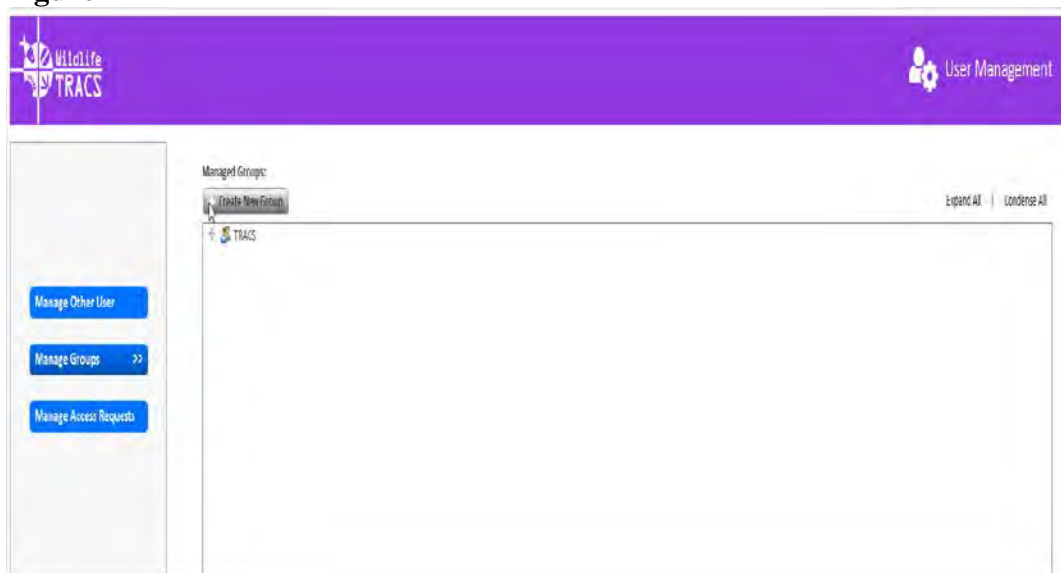 Wildlife
TRACS
User Management
Managed Groups:
Create New Group
Expand All | Condense All
TRACS
Manage Other User
Manage Groups >>
Manage Access Requests